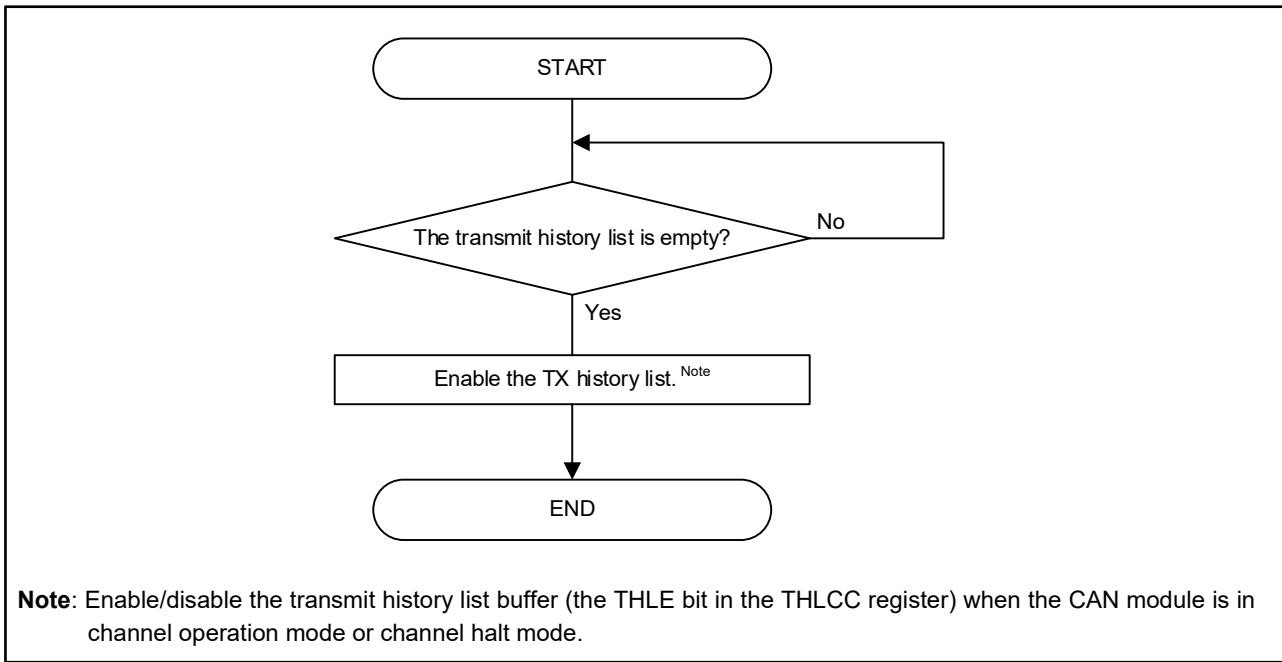 START
The transmit history list is empty?
No
Yes
Enable the TX history list. Note
END
Note: Enable/disable the transmit history list buffer (the THLE bit in the THLCC register) when the CAN module is in
channel operation mode or channel halt mode.